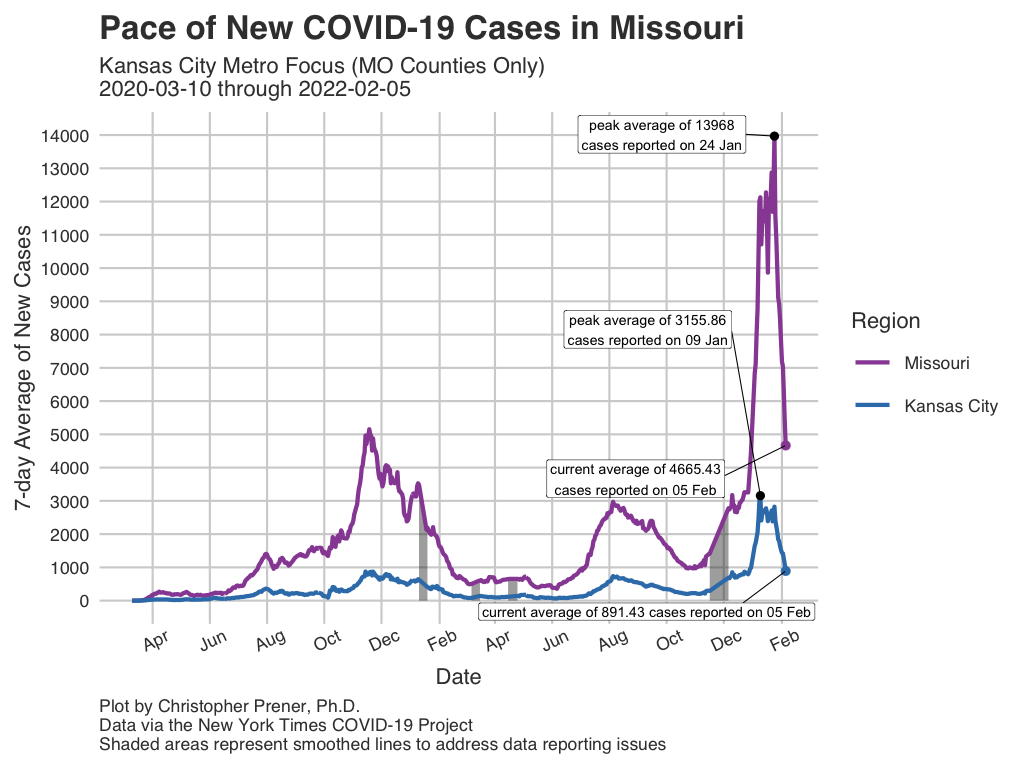 Pace of New COVID-19 Cases in Missouri
Kansas City Metro Focus (MO Counties Only)
2020-03-10 through 2022-02-05
7-day Average of New Cases
14000
13000
12000
11000
10000
9000
8000
7000
6000
5000
4000
3000
2000
1000
0
peak average of 13968
cases reported on 24 Jan
peak average of 3155.86
cases reported on 09 Jan
current average of 4665.43
cases reported on 05 Feb
current average of 891.43 cases reported on 05 Feb
Region
Missouri
Kansas City
Apr
Jun
Aug
Oct
Dec
Feb
Apr
Jun
Aug
Oct
Dec
Feb
Date
Plot by Christopher Prener, Ph.D.
Data via the New York Times COVID-19 Project
Shaded areas represent smoothed lines to address data reporting issues